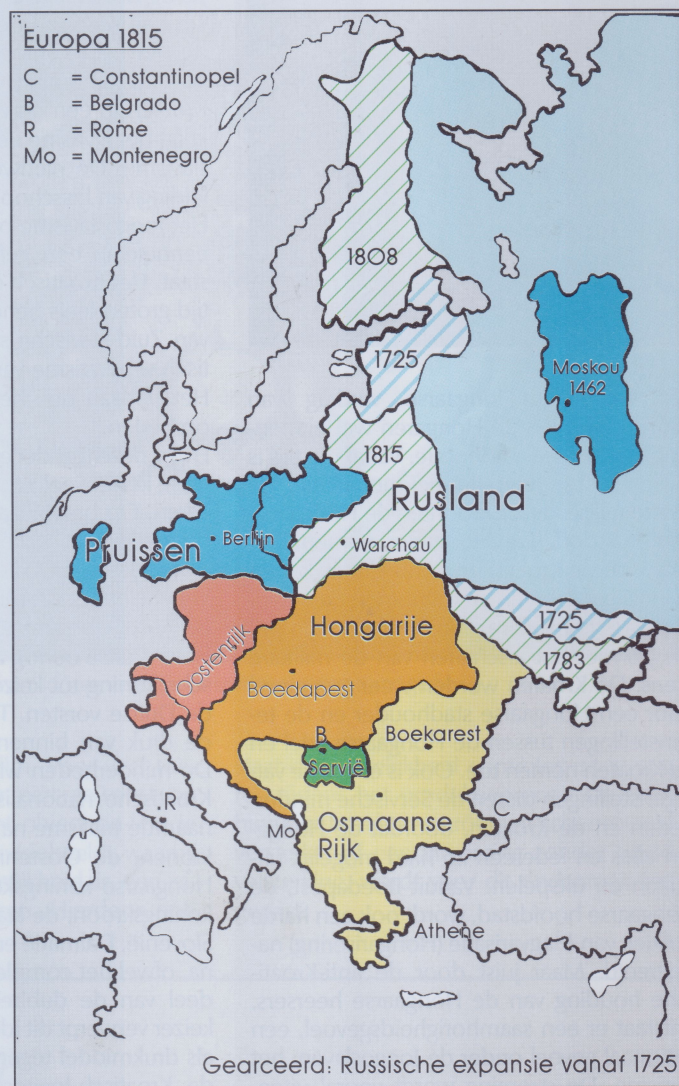 Europa 1815
C = Constantinopel
B = Belgrado
R = Rome
Mo = Montenegro
1808
1725
Moskou
1462
1815
Rusland
Pruissen
Berlijn
Warchau
1725
Hongarije
1783
Oostenrijk
Boedapest
B
Boekarest
Servië
R
Mo
Osmaanse
Rijk
C
Athene
Gearceerd: Russische expansie vanaf 1725